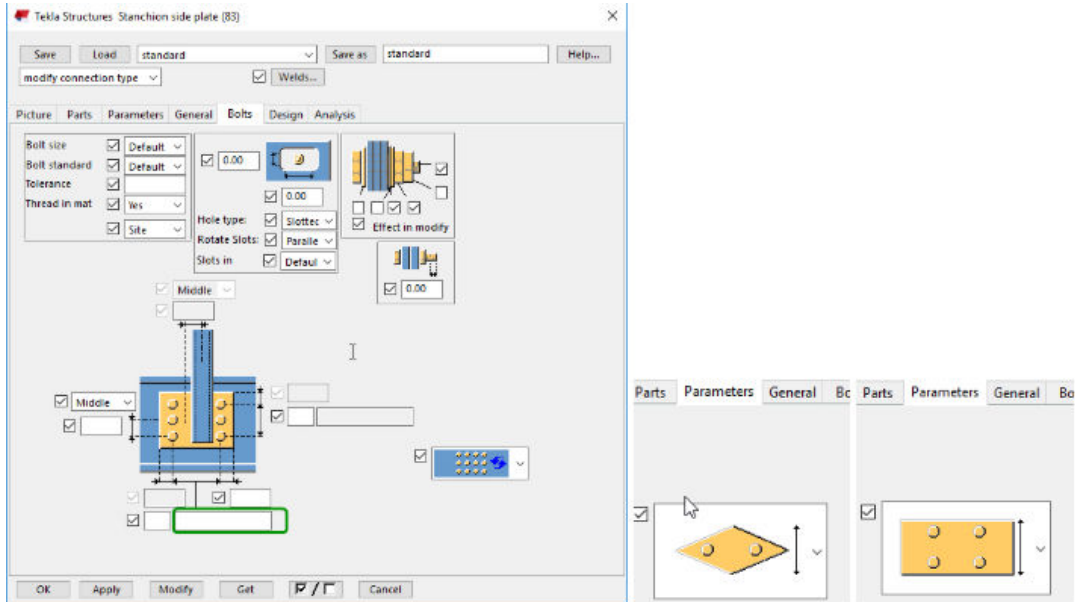 Tekla Structures Stanchion side plate (83)
Save Load standard Save as standard Help...
modify connection type Welds...
Picture Parts Parameters General Bolts Design Analysis
Bolt size Default
Bolt standard Default
Tolerance
Thread in mat Yes
Site
0.00
0.00
Hole type: Slottec
Rotate Slots: Paralle
Slots in Defaul
Effect in modify
0.00
Middle
Middle
OK Apply Modify Get / Cancel
Parts Parameters General Bc
Parts Parameters General Bo